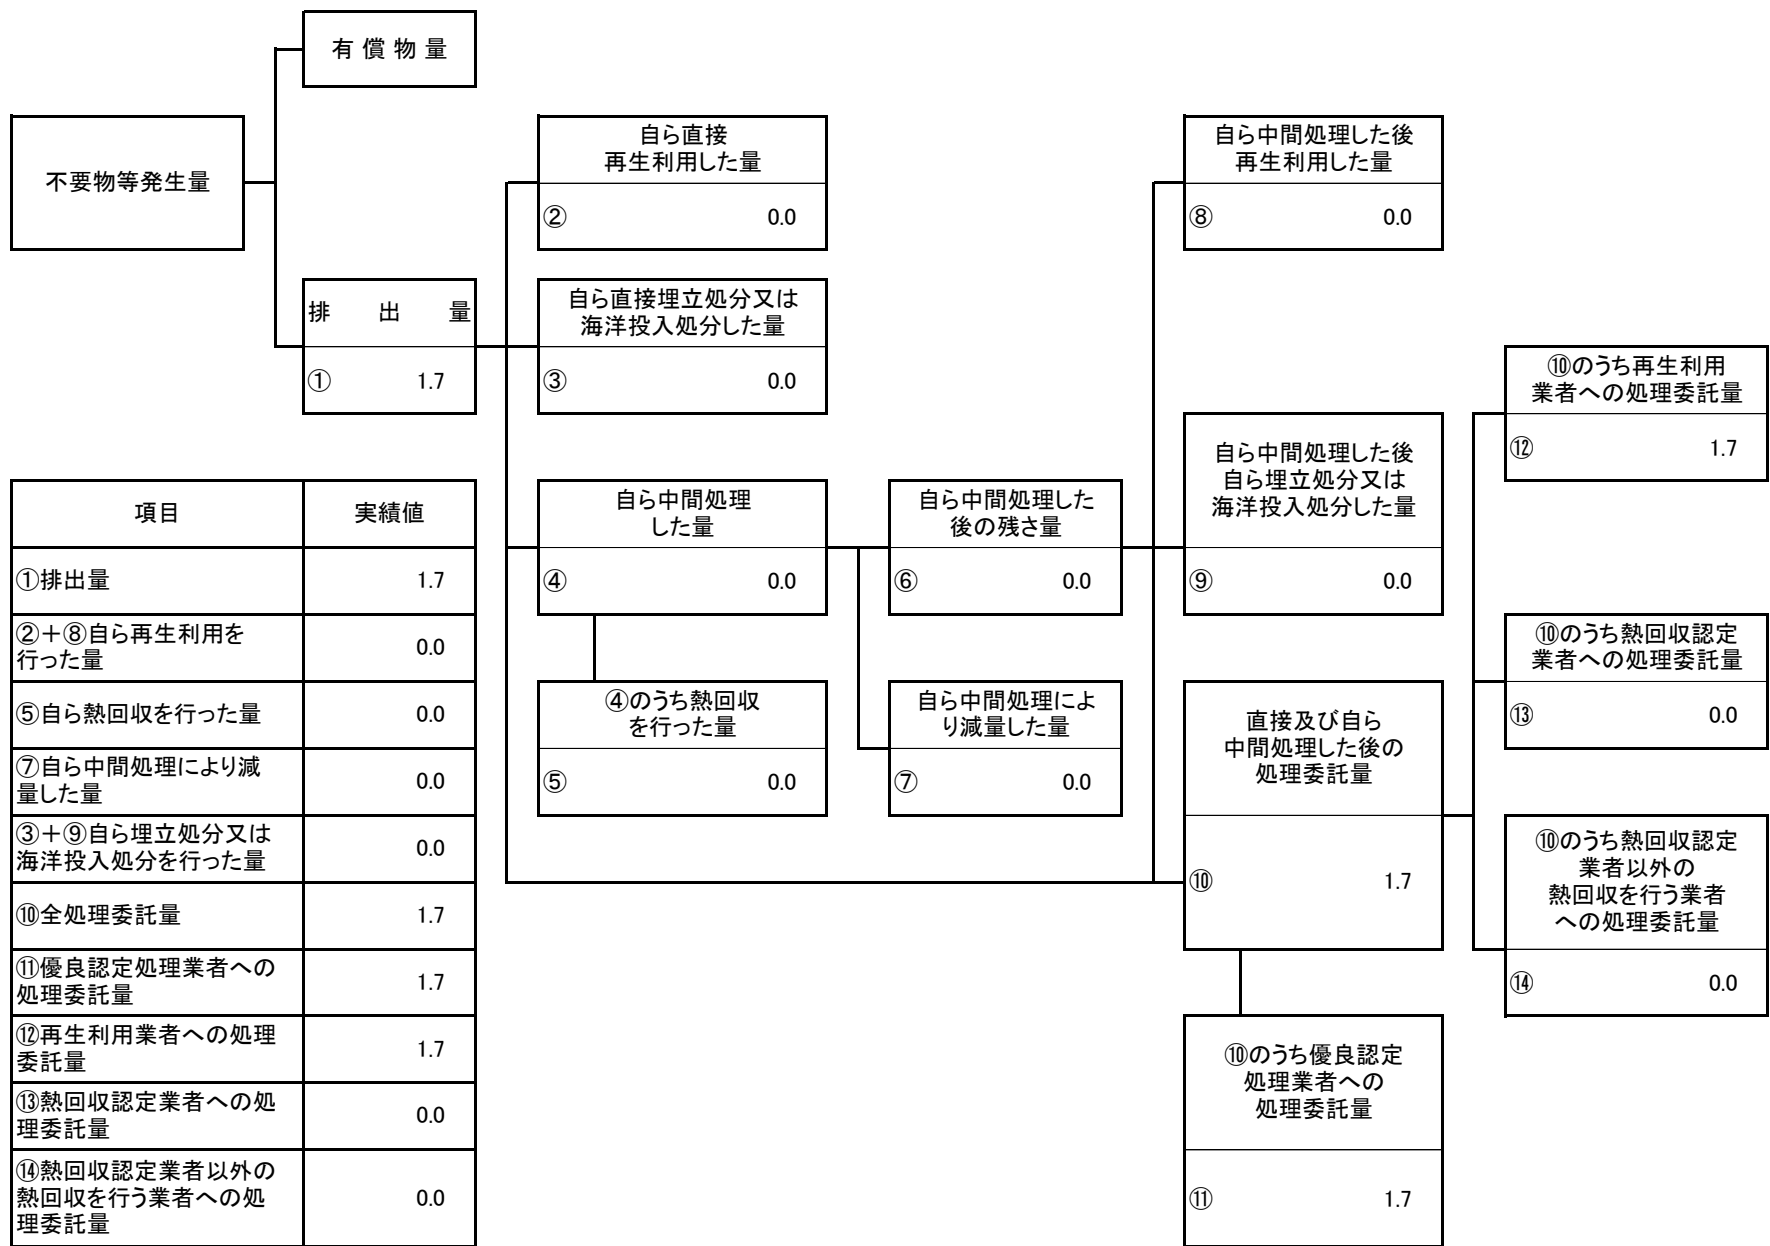 有 償 物 量
不要物等発生量
排 出 量
① 1.7
自ら直接
再生利用した量
② 0.0
自ら直接埋立処分又は
海洋投入処分した量
③ 0.0
自ら中間処理
した量
④ 0.0
④のうち熱回収
を行った量
⑤ 0.0
自ら中間処理した
後の残さ量
⑥ 0.0
自ら中間処理によ
り減量した量
⑦ 0.0
自ら中間処理した後
再生利用した量
⑧ 0.0
自ら中間処理した後
自ら埋立処分又は
海洋投入処分した量
⑨ 0.0
直接及び自ら
中間処理した後の
処理委託量
⑩ 1.7
⑩のうち優良認定
処理業者への
処理委託量
⑪ 1.7
⑩のうち再生利用
業者への処理委託量
⑫ 1.7
⑩のうち熱回収認定
業者への処理委託量
⑬ 0.0
⑩のうち熱回収認定
業者以外の
熱回収を行う業者
への処理委託量
⑭ 0.0
項目 実績値
①排出量 1.7
②+⑧自ら再生利用を
行った量 0.0
⑤自ら熱回収を行った量 0.0
⑦自ら中間処理により減
量した量 0.0
③+⑨自ら埋立処分又は
海洋投入処分を行った量 0.0
⑩全処理委託量 1.7
⑪優良認定処理業者への
処理委託量 1.7
⑫再生利用業者への処理
委託量 1.7
⑬熱回収認定業者への処
理委託量 0.0
⑭熱回収認定業者以外の
熱回収を行う業者への処
理委託量 0.0